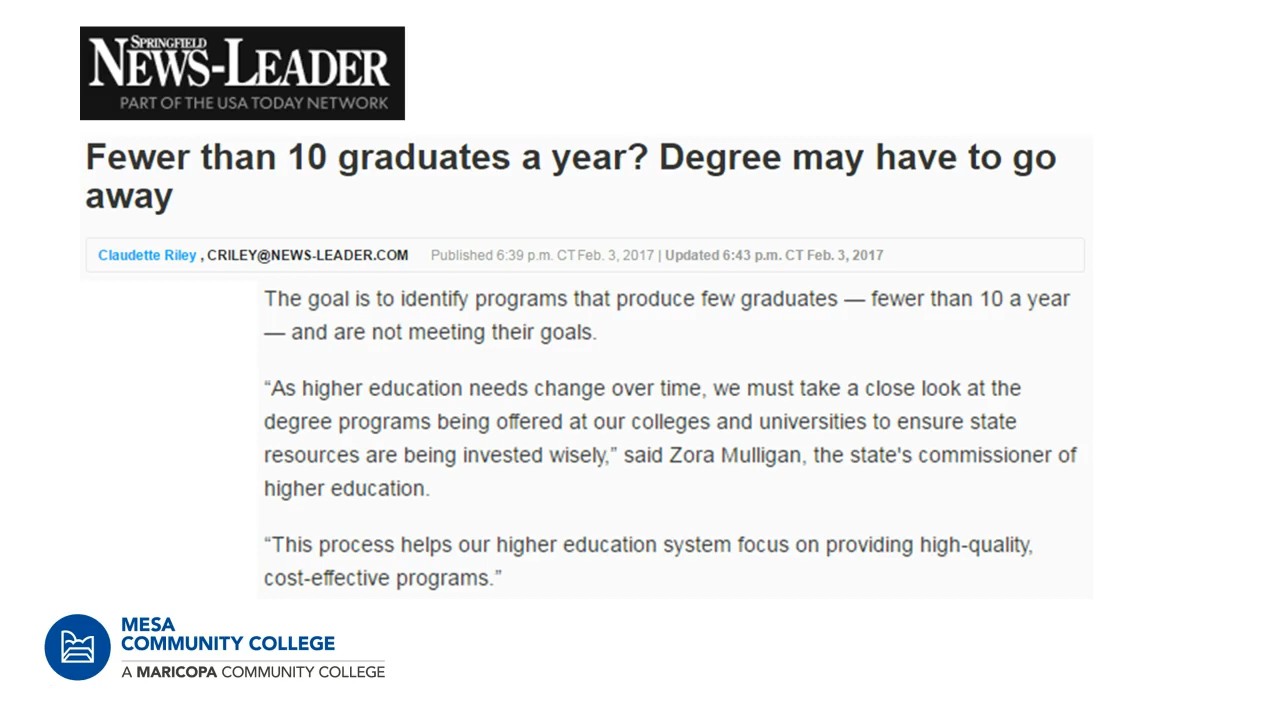 SPRINGFIELD
NEWS-LEADER
PART OF THE USA TODAY NETWORK
Fewer than 10 graduates a year? Degree may have to go
away
Claudette Riley , CRILEY@NEWS-LEADER.COM Published 6:39 p.m. CT Feb. 3, 2017 | Updated 6:43 p.m. CT Feb. 3, 2017
The goal is to identify programs that produce few graduates — fewer than 10 a year
— and are not meeting their goals.
“As higher education needs change over time, we must take a close look at the
degree programs being offered at our colleges and universities to ensure state
resources are being invested wisely,” said Zora Mulligan, the state's commissioner of
higher education.
“This process helps our higher education system focus on providing high-quality,
cost-effective programs.”
MESA
COMMUNITY COLLEGE
A MARICOPA COMMUNITY COLLEGE